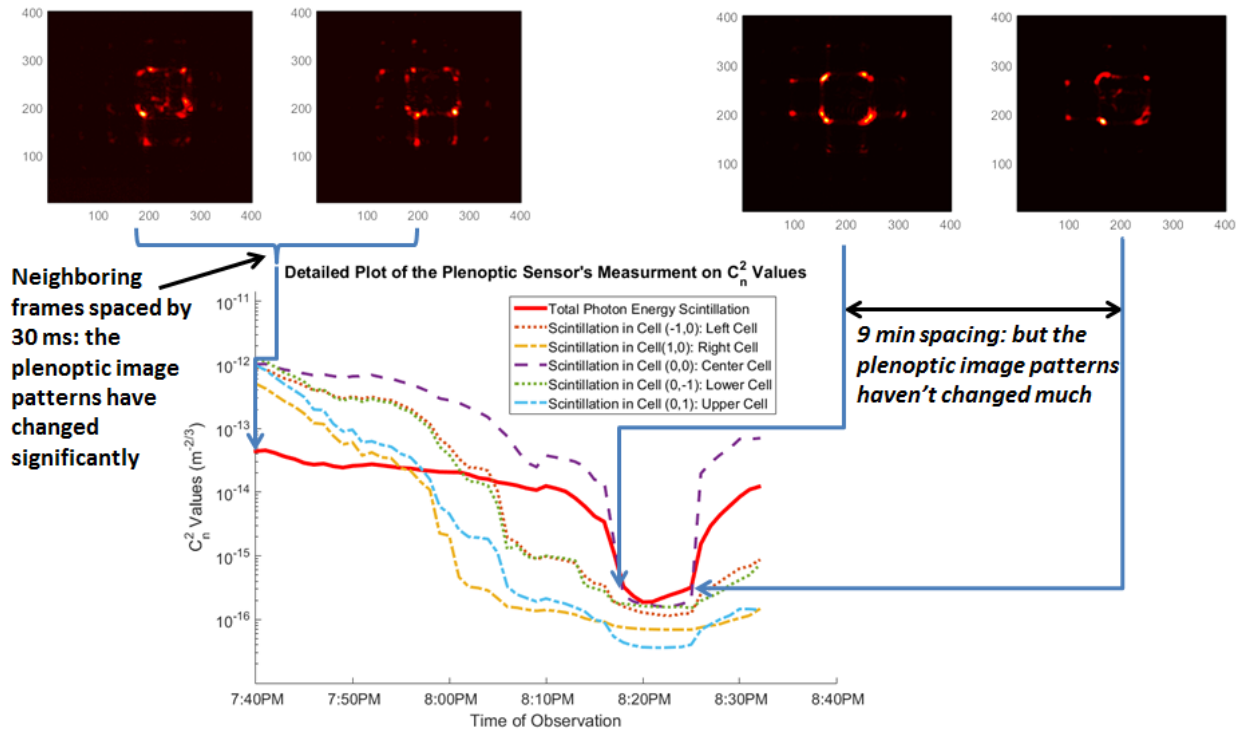 400
300
200
100
100 200 300 400
400
300
200
100
100 200 300 400
400
300
200
100
100 200 300 400
400
300
200
100
100 200 300 400
Neighboring
frames spaced by
30 ms: the
plenoptic image
patterns have
changed
significantly
Detailed Plot of the Plenoptic Sensor's Measurment on C_n^2 Values
Total Photon Energy Scintillation
Scintillation in Cell (-1,0): Left Cell
Scintillation in Cell(1,0): Right Cell
Scintillation in Cell (0,0): Center Cell
Scintillation in Cell (0,-1): Lower Cell
Scintillation in Cell (0,1): Upper Cell
9 min spacing: but the
plenoptic image patterns
haven't changed much
C_n^2 Values (m^-2/3)
10^-11
10^-12
10^-13
10^-14
10^-15
10^-16
7:40PM 7:50PM 8:00PM 8:10PM 8:20PM 8:30PM 8:40PM
Time of Observation